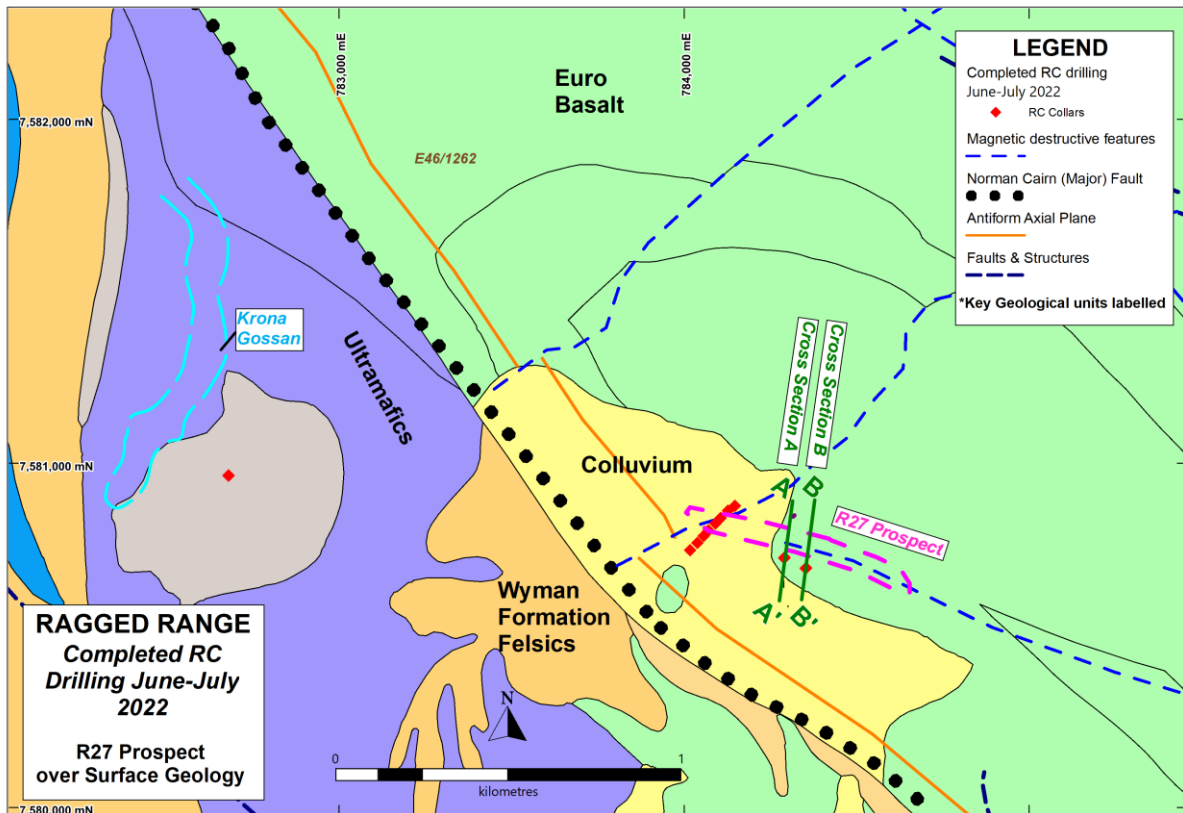 783,000 mE
784,000 mE
7,582,000 mN
7,581,000 mN
7,580,000 mN
Euro
Basalt
E46/1262
LEGEND
Completed RC drilling
June-July 2022
RC Collars
Magnetic destructive features
Norman Cairn (Major) Fault
Antiform Axial Plane
Faults & Structures
*Key Geological units labelled
Krona
Gossan
Ultramafics
Cross Section A
Cross Section B
Colluvium
A
B
R27 Prospect
A'
B'
Wyman
Formation
Felsics
RAGGED RANGE
Completed RC
Drilling June-July
2022
R27 Prospect
over Surface Geology
N
0
1
kilometres